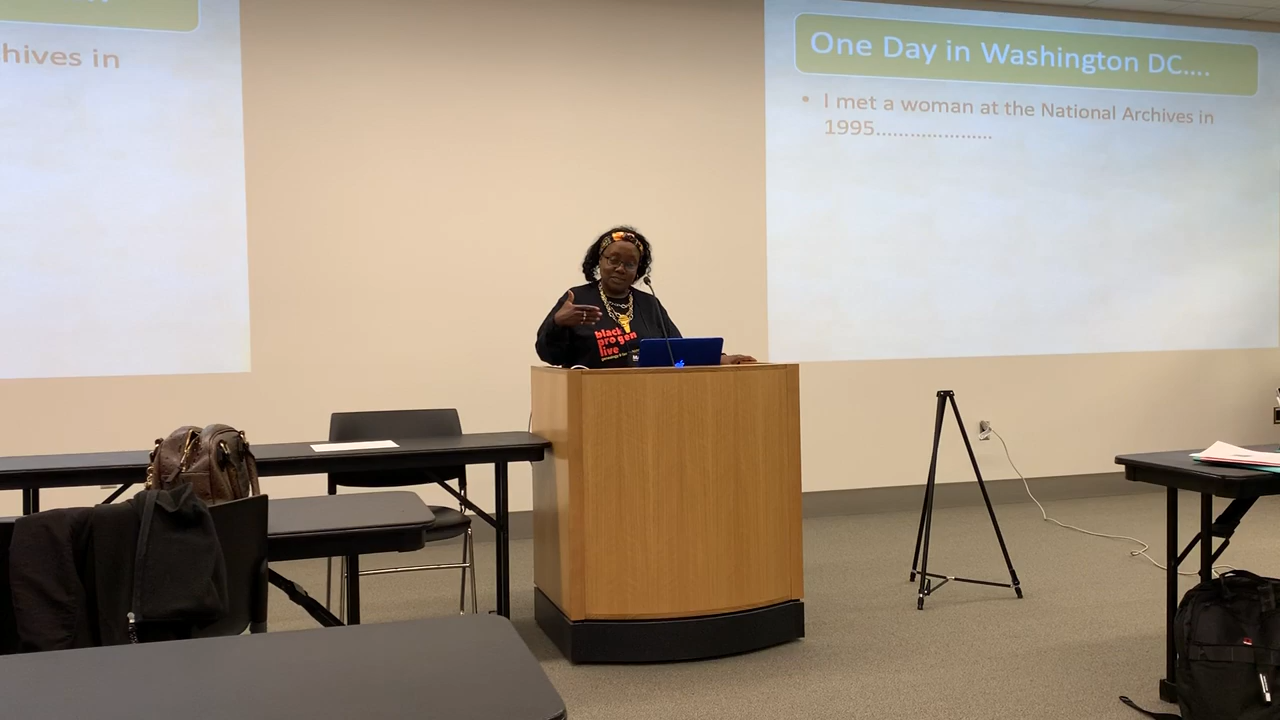 hives in
One Day in Washington DC....
• I met a woman at the National Archives in
1995.....................
black
pro gen
live